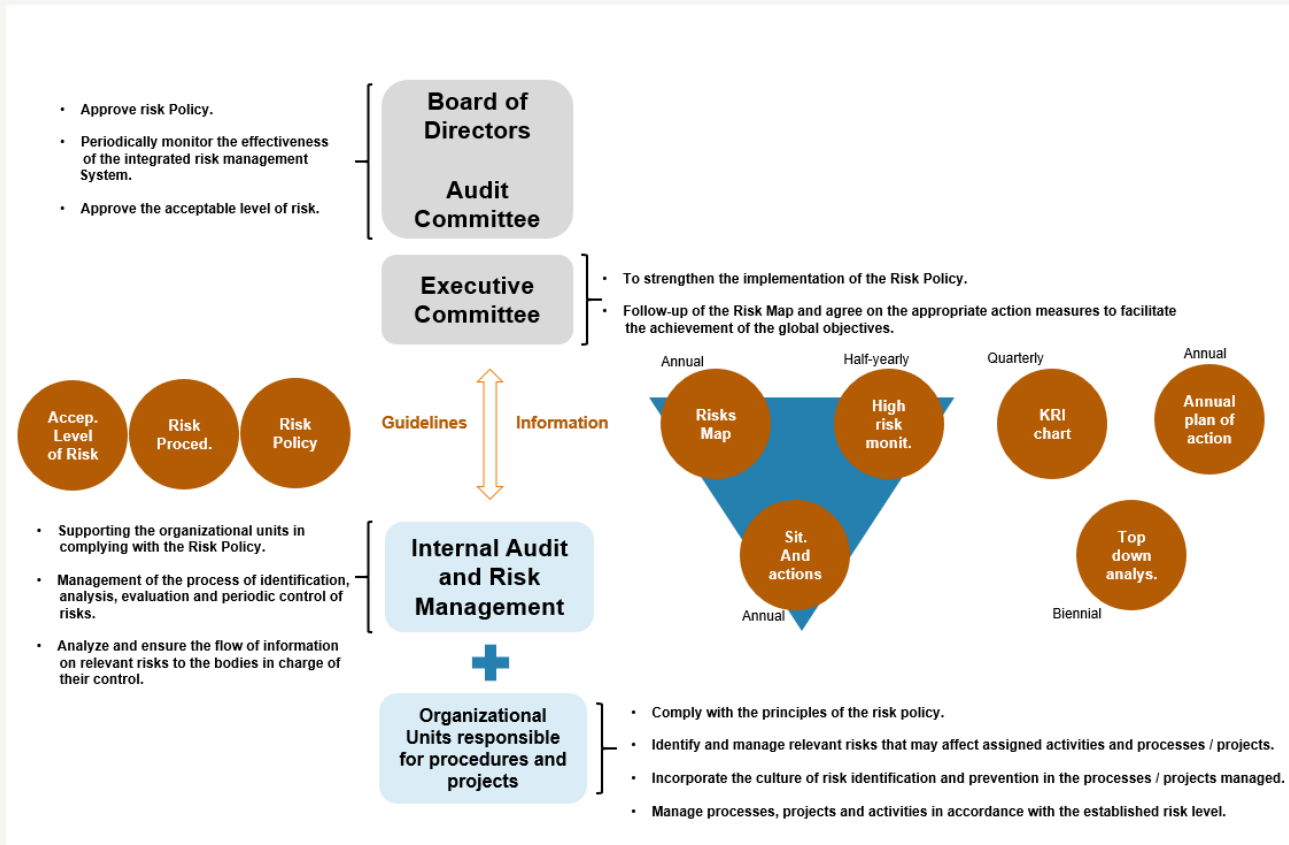 • Approve risk Policy.
• Periodically monitor the effectiveness
of the integrated risk management
System.
• Approve the acceptable level of risk.
Board of
Directors
Audit
Committee
Executive
Committee
• To strengthen the implementation of the Risk Policy.
• Follow-up of the Risk Map and agree on the appropriate action measures to facilitate
the achievement of the global objectives.
Accep.
Level
of Risk
Risk
Proced.
Risk
Policy
Guidelines
Information
Annual
Risks
Map
Half-yearly
High
risk
monit.
Quarterly
KRI
chart
Annual
Annual
plan of
action
Sit.
And
actions
Annual
Top
down
analys.
Biennial
• Supporting the organizational units in
complying with the Risk Policy.
• Management of the process of identification,
analysis, evaluation and periodic control of
risks.
• Analyze and ensure the flow of information
on relevant risks to the bodies in charge of
their control.
Internal Audit
and Risk
Management
Organizational
Units responsible
for procedures and
projects
• Comply with the principles of the risk policy.
• Identify and manage relevant risks that may affect assigned activities and processes / projects.
• Incorporate the culture of risk identification and prevention in the processes / projects managed.
• Manage processes, projects and activities in accordance with the established risk level.